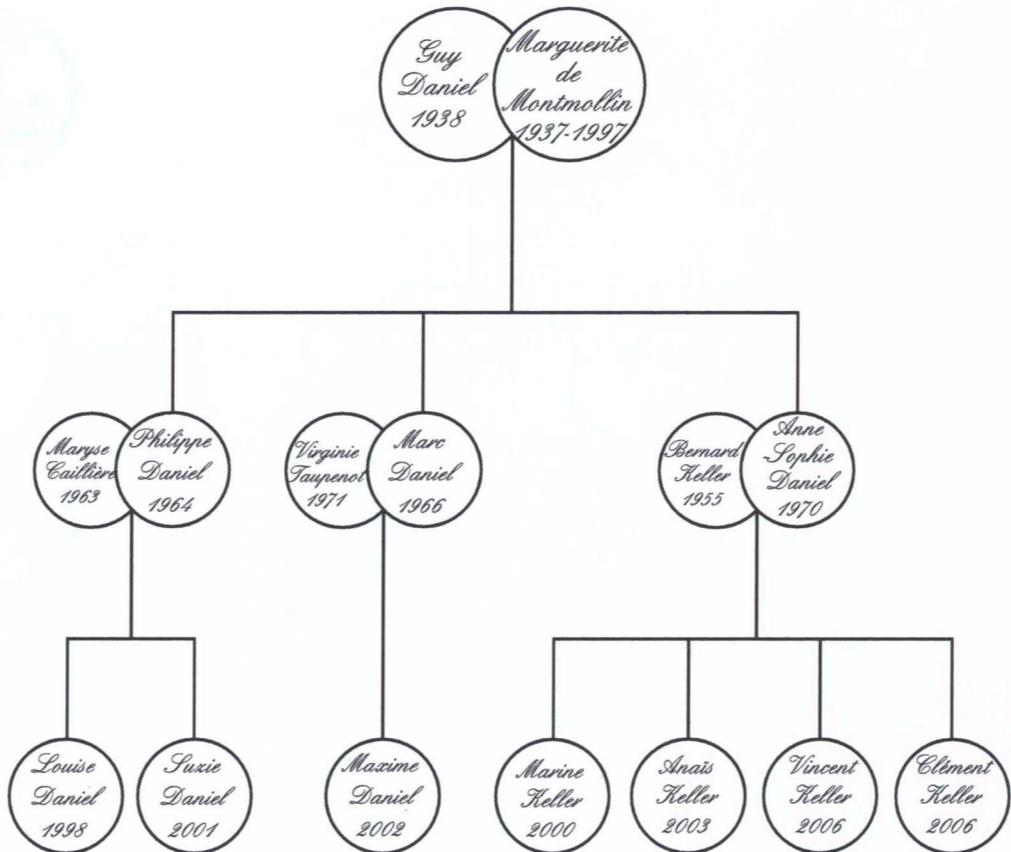 Guy
Daniel
1938
Marguerite
de
Montmollin
1937-1997
Maryse
Caillière
1963
Philippe
Daniel
1964
Virginie
Taupenot
1971
Marc
Daniel
1966
Bernard
Keller
1955
Anne
-Sophie
Daniel
1970
Louise
Daniel
1998
Suzie
Daniel
2001
Maxime
Daniel
2002
Marine
Keller
2000
Anaïs
Keller
2003
Vincent
Keller
2006
Clément
Keller
2006